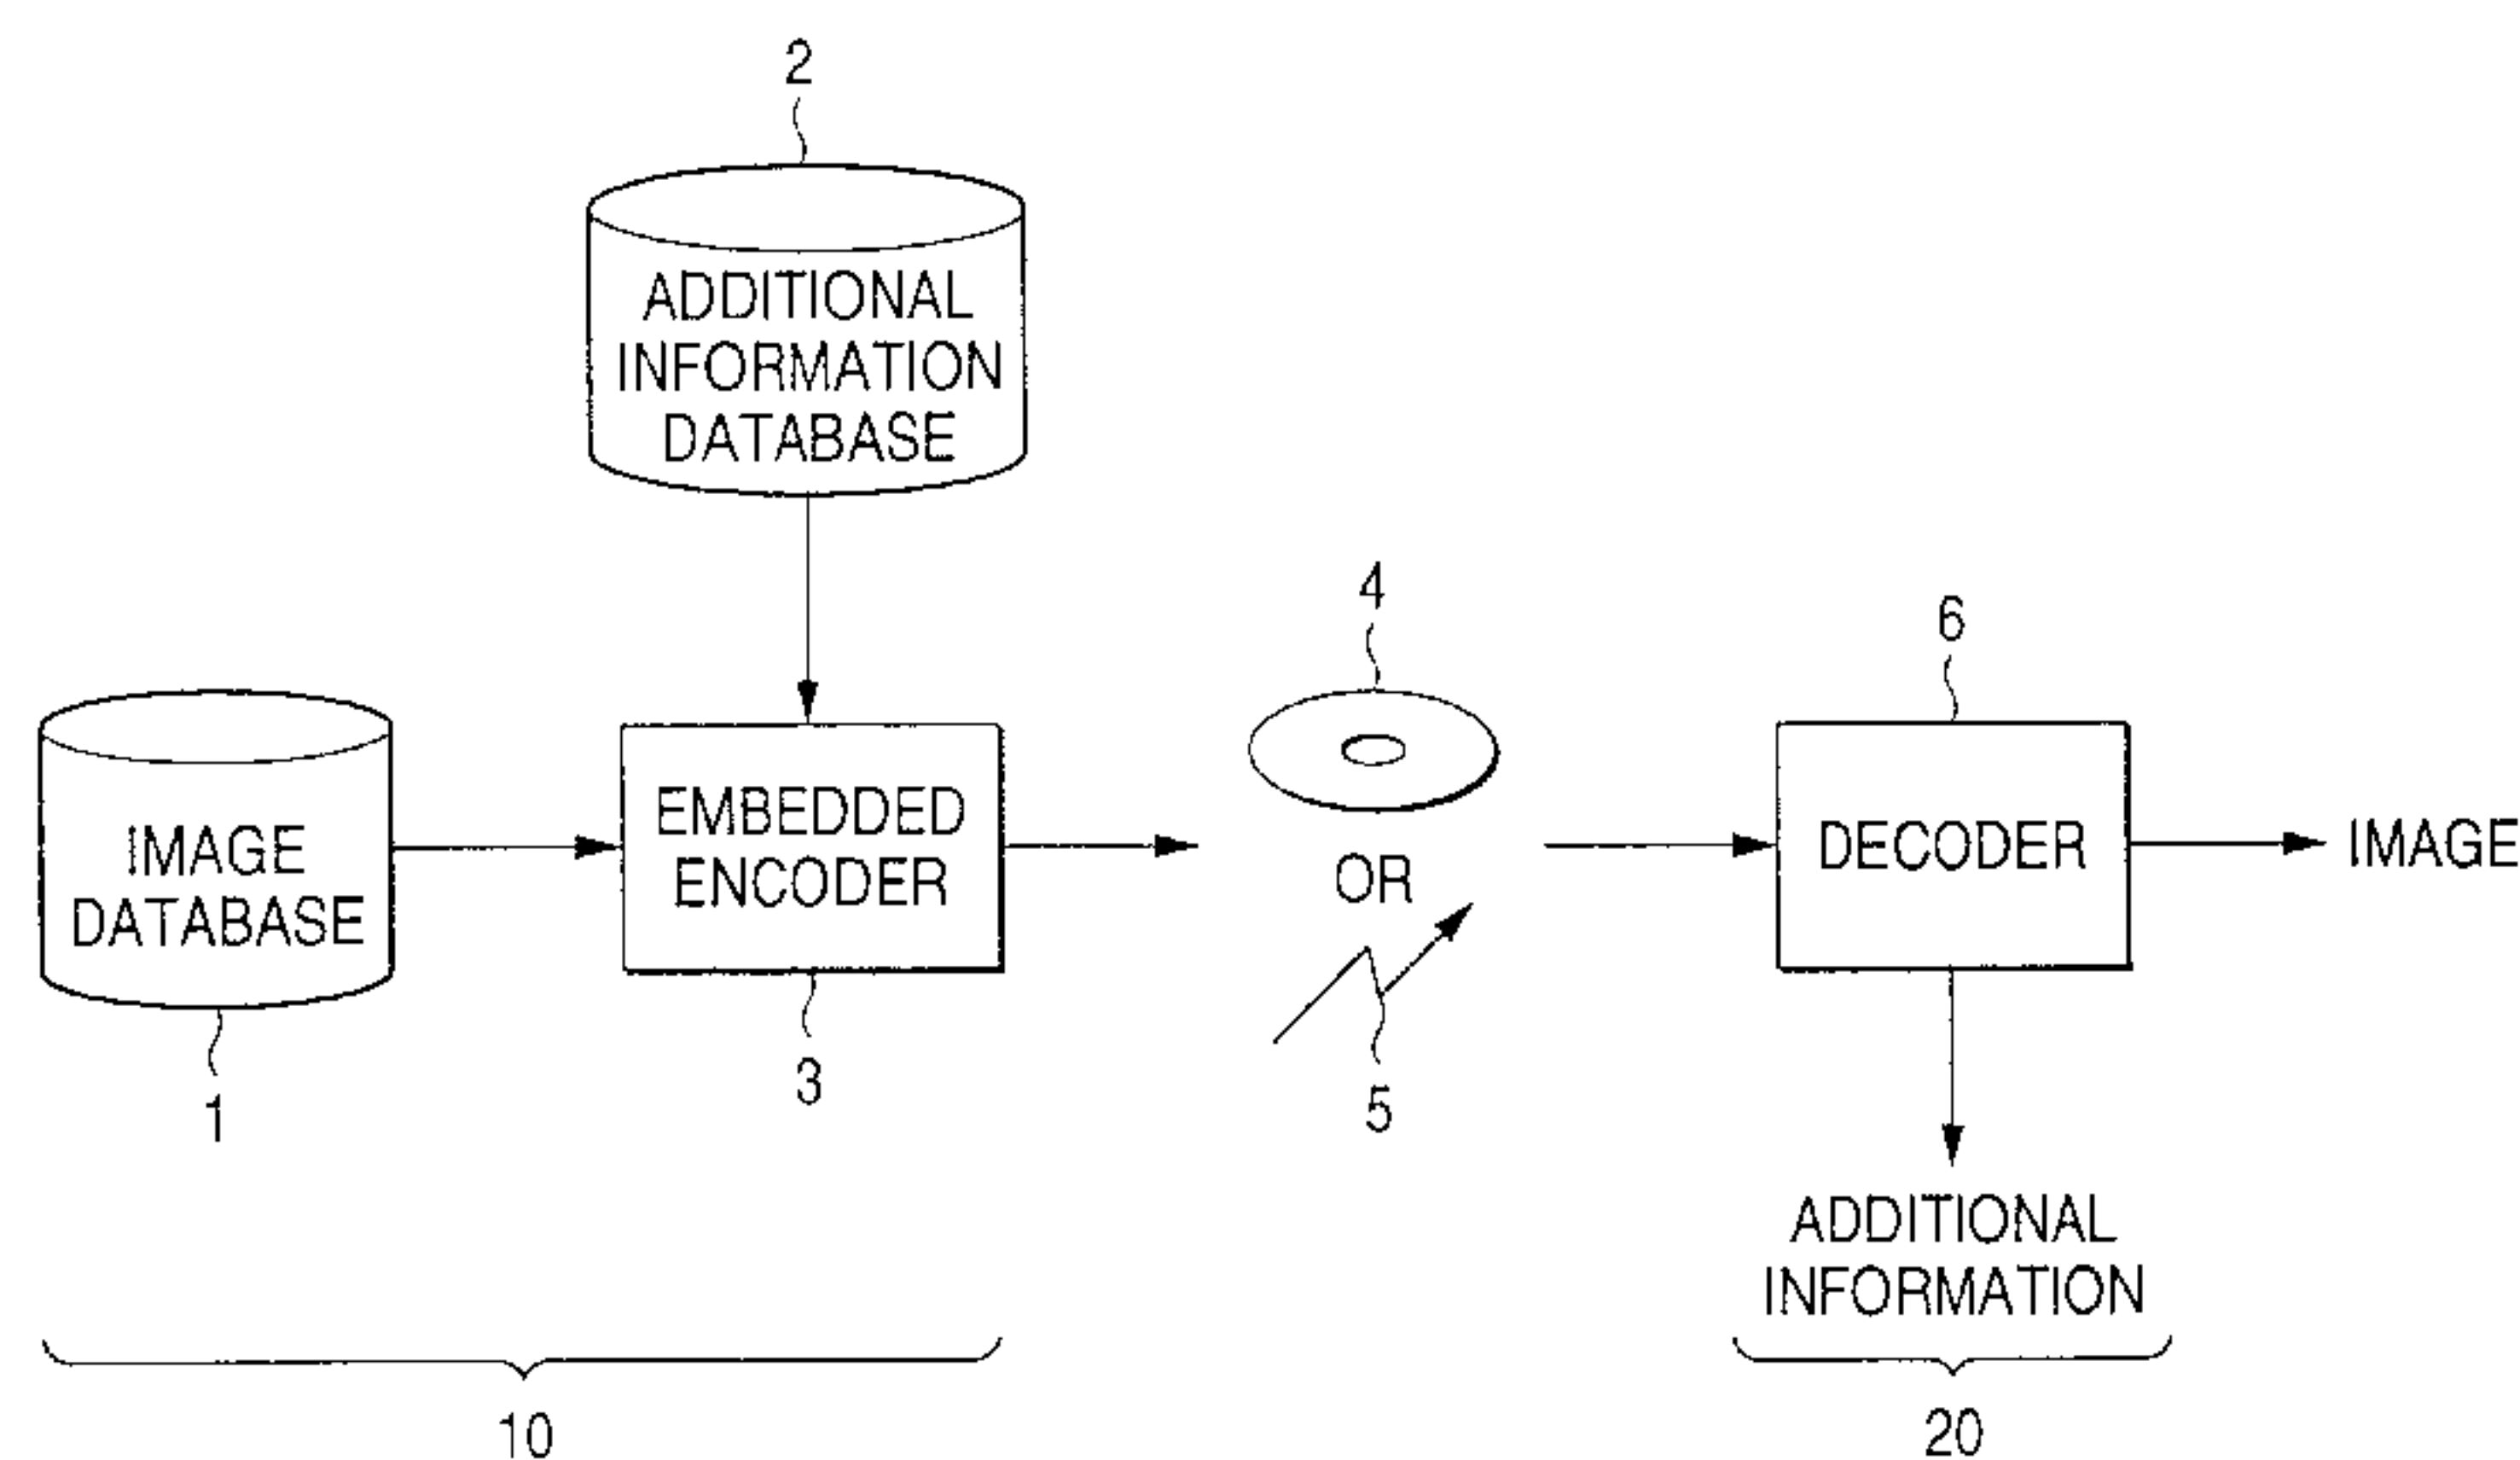 2
ADDITIONAL
INFORMATION
DATABASE
4
6
IMAGE
DATABASE
EMBEDDED
ENCODER
OR
DECODER
IMAGE
1
3
5
ADDITIONAL
INFORMATION
10
20